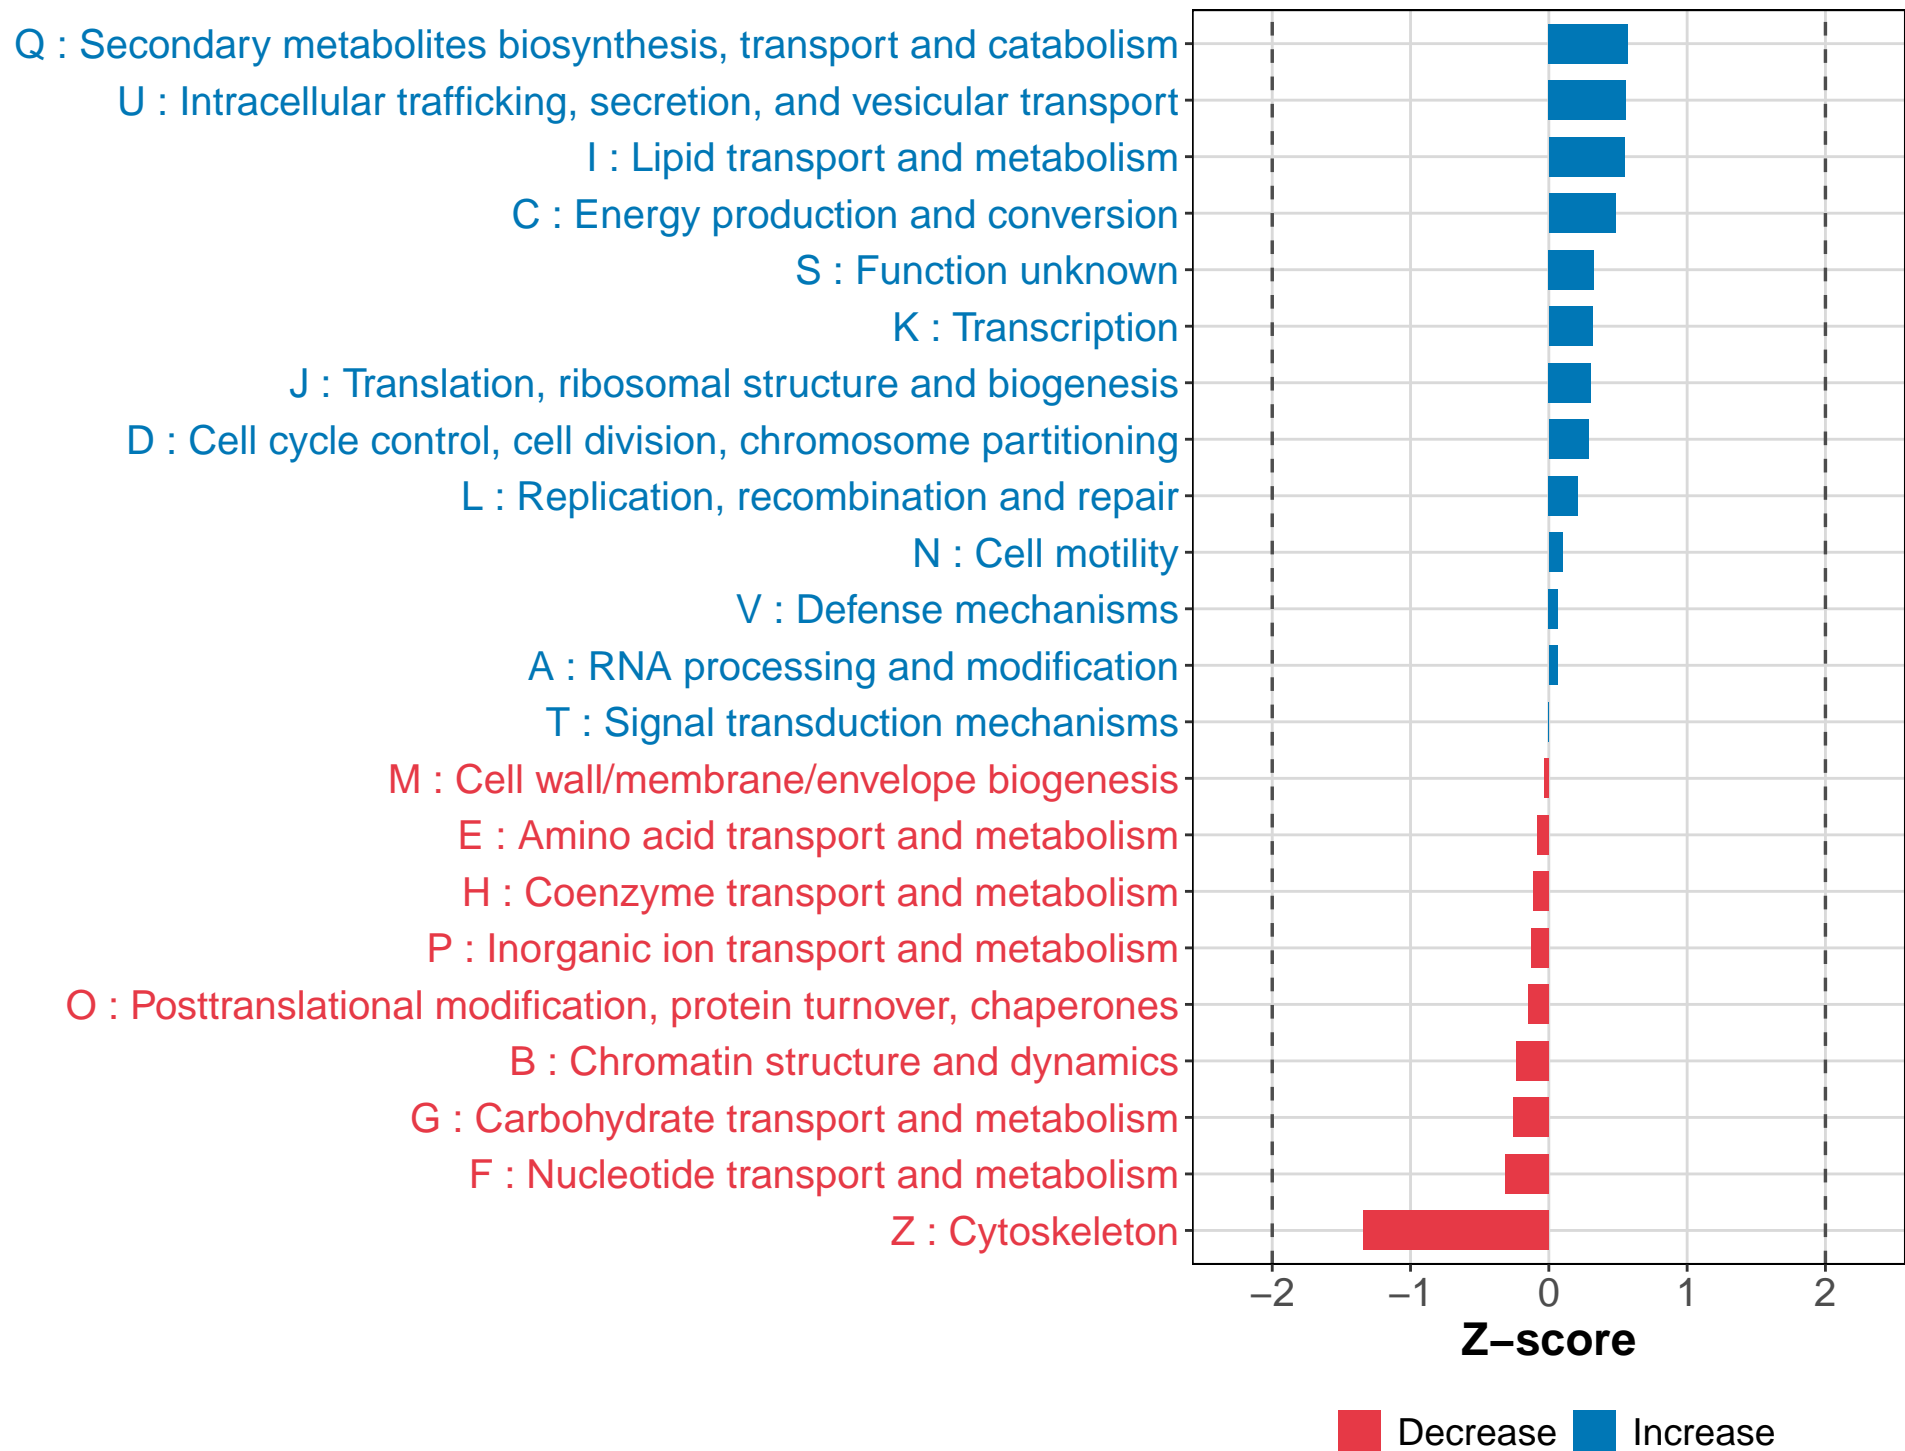 Q : Secondary metabolites biosynthesis, transport and catabolism
U : Intracellular trafficking, secretion, and vesicular transport
I : Lipid transport and metabolism
C : Energy production and conversion
S : Function unknown
K : Transcription
J : Translation, ribosomal structure and biogenesis
D : Cell cycle control, cell division, chromosome partitioning
L : Replication, recombination and repair
N : Cell motility
V : Defense mechanisms
A : RNA processing and modification
T : Signal transduction mechanisms
M : Cell wall/membrane/envelope biogenesis
E : Amino acid transport and metabolism
H : Coenzyme transport and metabolism
P : Inorganic ion transport and metabolism
O : Posttranslational modification, protein turnover, chaperones
B : Chromatin structure and dynamics
G : Carbohydrate transport and metabolism
F : Nucleotide transport and metabolism
Z : Cytoskeleton
−2 −1 0 1 2
Z−score
Decrease Increase